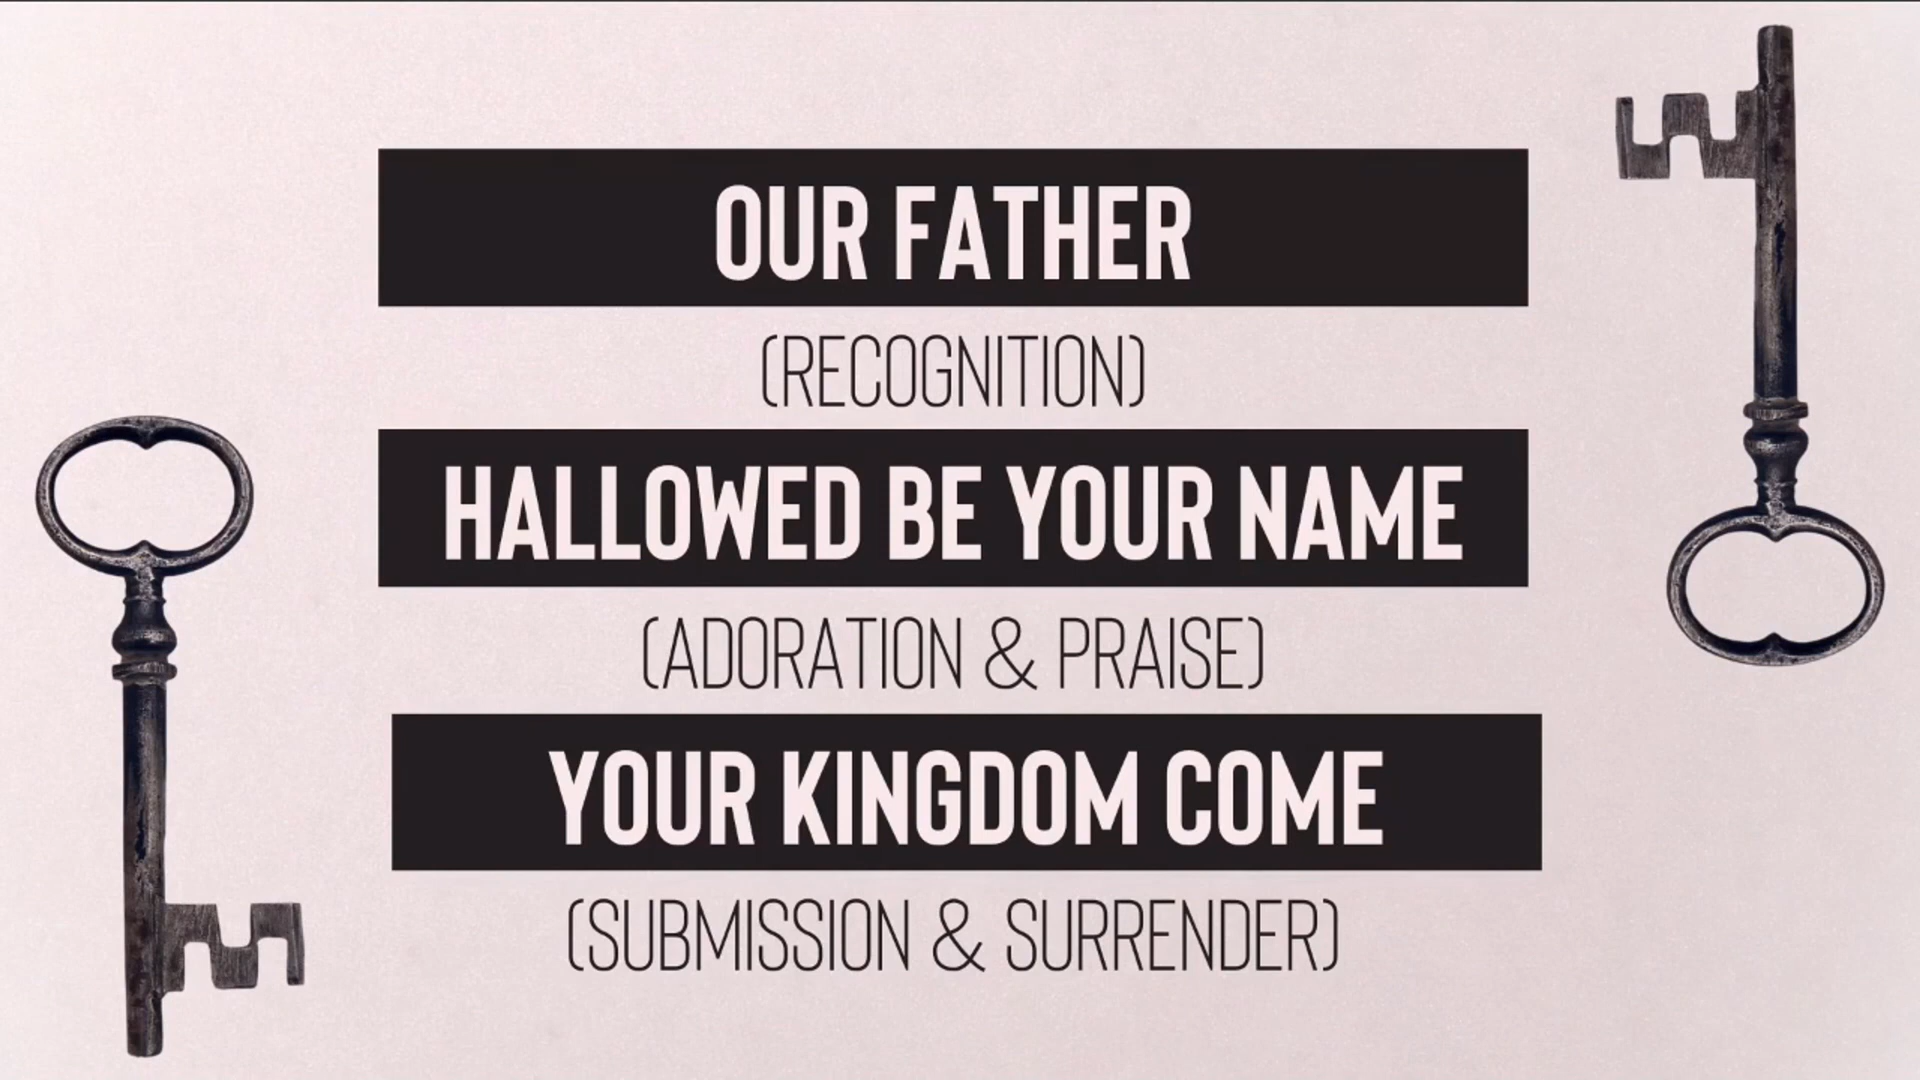 OUR FATHER
(RECOGNITION)
HALLOWED BE YOUR NAME
(ADORATION & PRAISE)
YOUR KINGDOM COME
(SUBMISSION & SURRENDER)